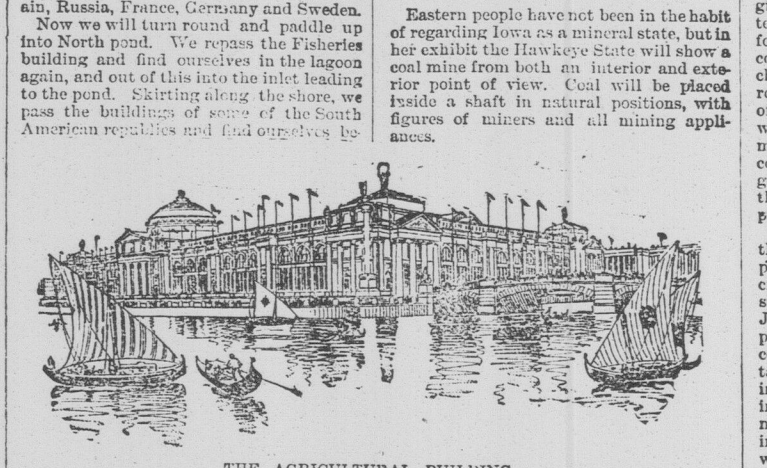 ain, Russia, France, Germany and Sweden.
Now we will turn round and paddle up
into North pond. We repass the Fisheries
building and find ourselves in the lagoon
again, and out of this into the inlet leading
to the pond. Skirting along the shore, we
pass the buildings of some of the South
American republics and find ourselves be-
Eastern people have not been in the habit
of regarding Iowa as a mineral state, but in
her exhibit the Hawkeye State will show a
coal mine from both an interior and exte-
rior point of view. Coal will be placed
inside a shaft in natural positions, with
figures of miners and all mining appli-
ances.
THE AGRICULTURAL BUILDING